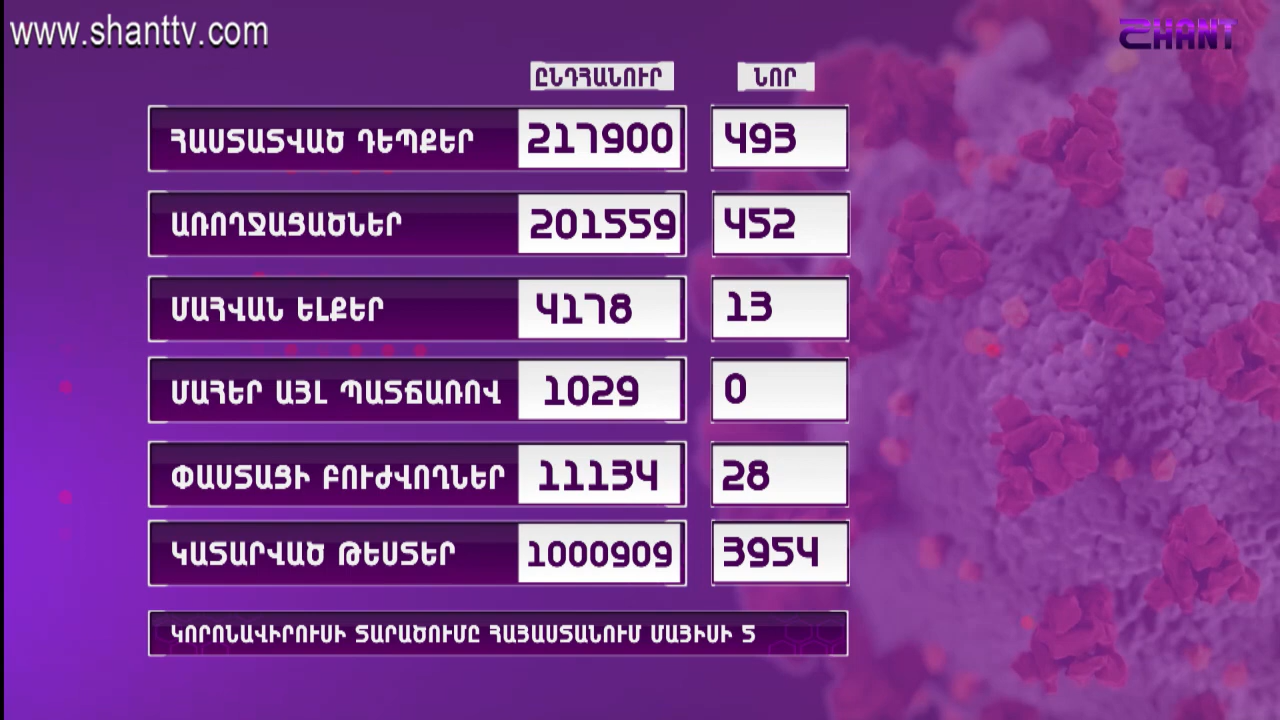 www.shanttv.com
SHANT
ԸՆԴՀԱՆՈՒՐ ՆՈՐ
ՀԱՍՏԱՏՎԱԾ ԴԵՊՔԵՐ 217900 493
ԱՌՈՂՋԱՑԱԾՆԵՐ 201559 452
ՄԱՀՎԱՆ ԵԼՔԵՐ 4178 13
ՄԱՀԵՐ ԱՅԼ ՊԱՏՃԱՌՈՎ 1029 0
ՓԱՍՏԱՑԻ ԲՈՒԺՎՈՂՆԵՐ 11134 28
ԿԱՏԱՐՎԱԾ ԹԵՍՏԵՐ 1000909 3954
ԿՈՐՈՆԱՎԻՐՈՒՍԻ ՏԱՐԱԾՈՒՄԸ ՀԱՅԱՍՏԱՆՈՒՄ ՄԱՅԻՍԻ 5